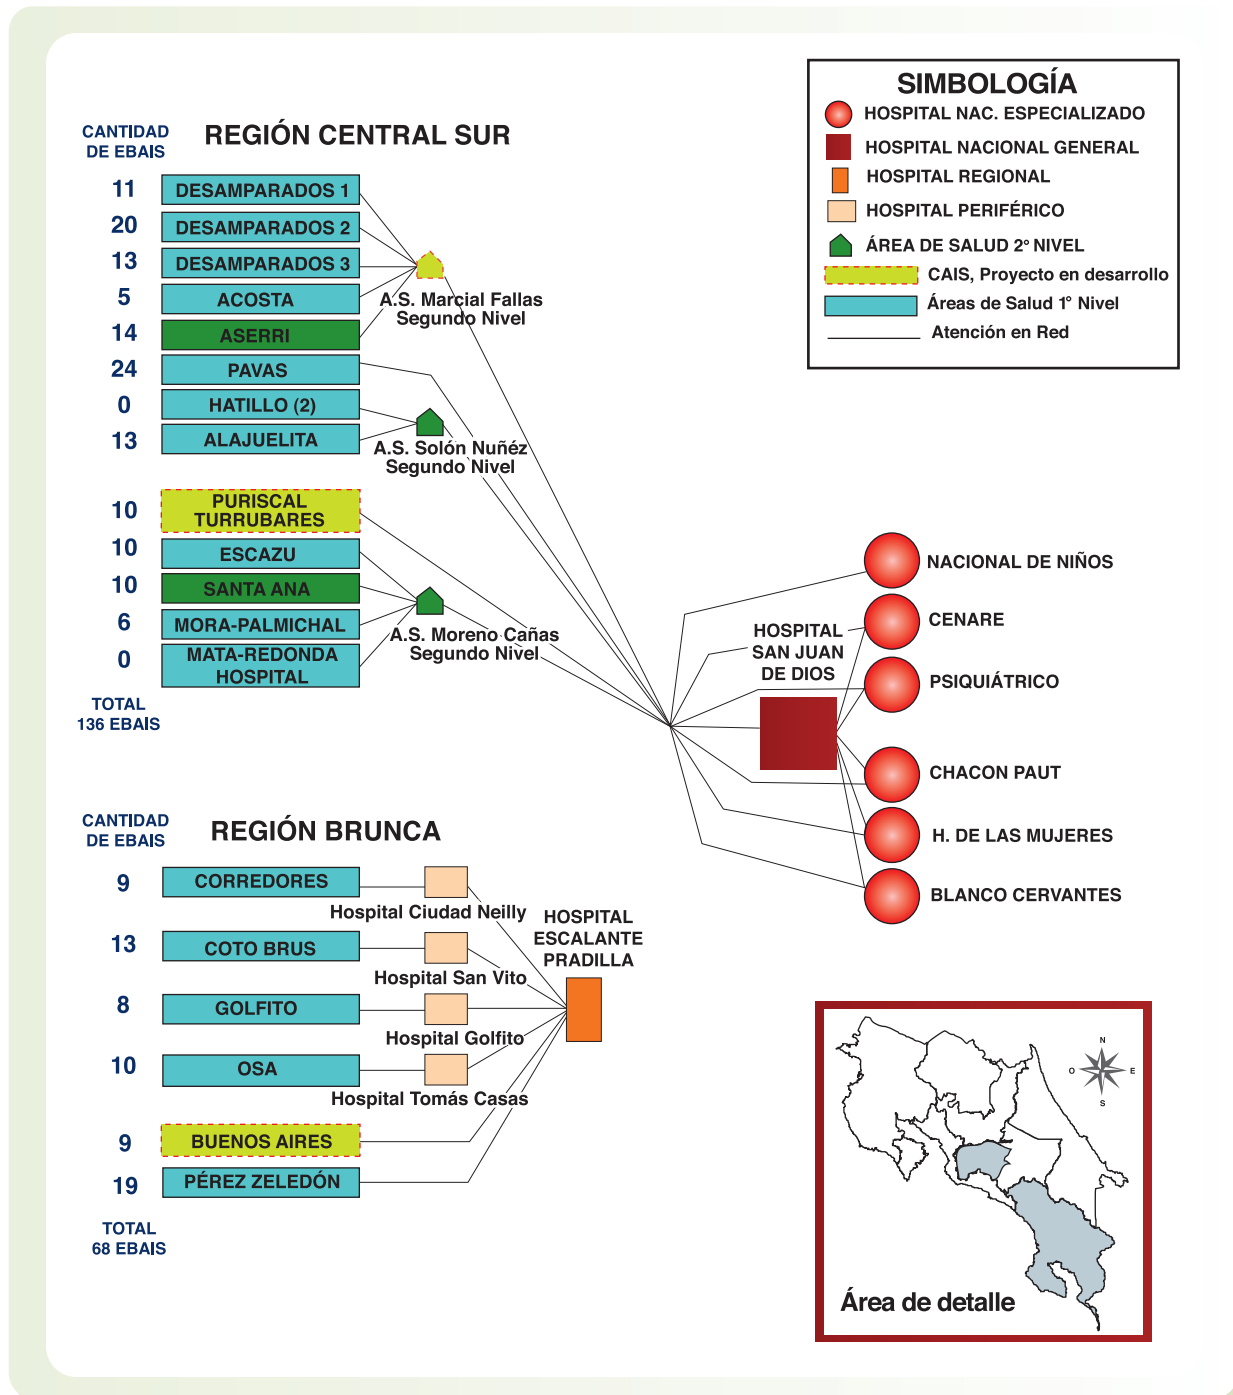 SIMBOLOGÍA
HOSPITAL NAC. ESPECIALIZADO
HOSPITAL NACIONAL GENERAL
HOSPITAL REGIONAL
HOSPITAL PERIFÉRICO
ÁREA DE SALUD 2° NIVEL
CAIS, Proyecto en desarrollo
Áreas de Salud 1° Nivel
Atención en Red
CANTIDAD
DE EBAIS
REGIÓN CENTRAL SUR
11 DESAMPARADOS 1
20 DESAMPARADOS 2
13 DESAMPARADOS 3
5 ACOSTA
14 ASERRI
24 PAVAS
0 HATILLO (2)
13 ALAJUELITA
A.S. Marcial Fallas
Segundo Nivel
A.S. Solón Nuñéz
Segundo Nivel
10 PURISCAL
TURRUBARES
10 ESCAZU
10 SANTA ANA
6 MORA-PALMICHAL
0 MATA-REDONDA
HOSPITAL
A.S. Moreno Cañas
Segundo Nivel
TOTAL
136 EBAIS
HOSPITAL
SAN JUAN
DE DIOS
NACIONAL DE NIÑOS
CENARE
PSIQUIÁTRICO
CHACON PAUT
H. DE LAS MUJERES
BLANCO CERVANTES
CANTIDAD
DE EBAIS
REGIÓN BRUNCA
9 CORREDORES
Hospital Ciudad Neilly
13 COTO BRUS
Hospital San Vito
8 GOLFITO
Hospital Golfito
10 OSA
Hospital Tomás Casas
9 BUENOS AIRES
19 PÉREZ ZELEDÓN
TOTAL
68 EBAIS
HOSPITAL
ESCALANTE
PRADILLA
N
O E
S
Área de detalle